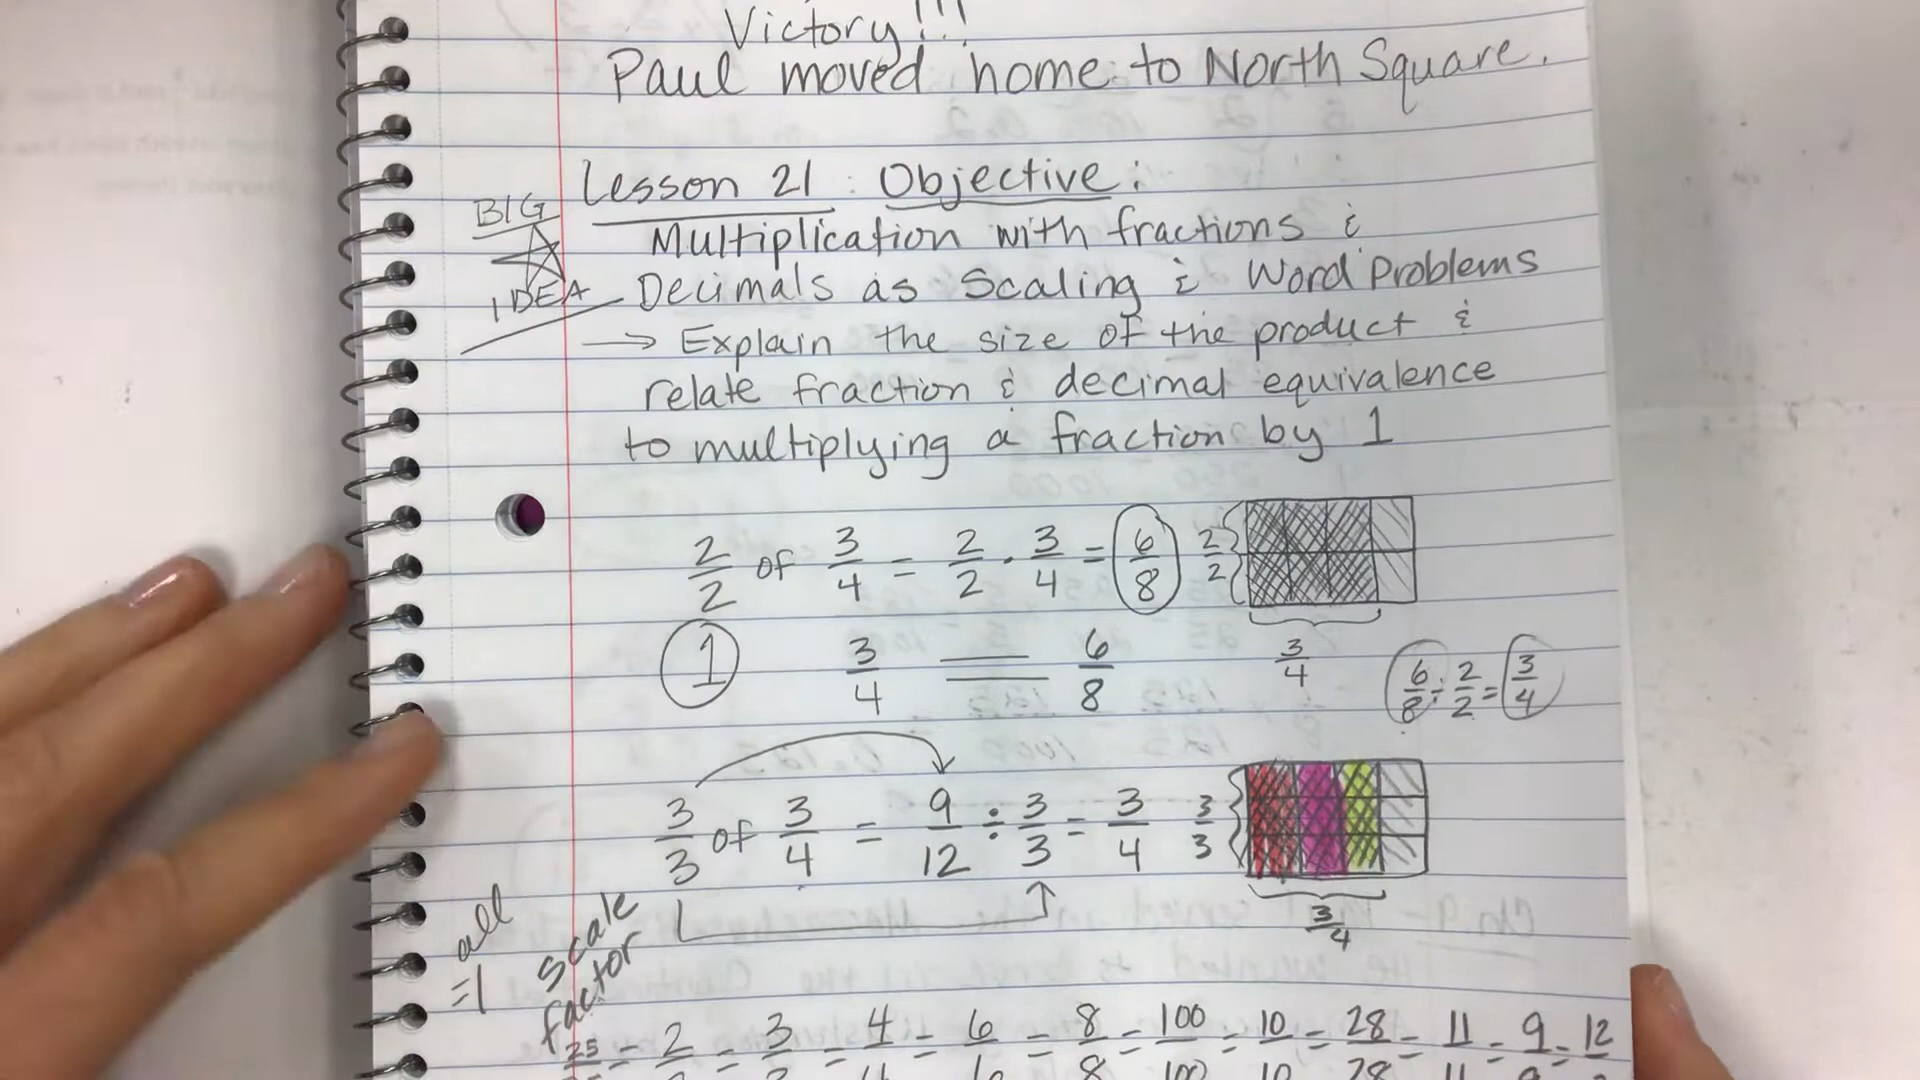 Victory!!!
Paul moved home to North Square.
BIG
IDEA
Lesson 21 : Objective:
Multiplication with fractions &
Decimals as Scaling & Word Problems
→ Explain the size of the product &
relate fraction & decimal equivalence
to multiplying a fraction by 1
2/2 of 3/4 = 2/2 · 3/4 = 6/8
2/2
3/4
1 3/4 = 6/8
6/8 ÷ 2/2 = 3/4
3/3 of 3/4 = 9/12 ÷ 3/3 = 3/4
3/3
3/4
all
=1
scale
factor
25 = 2 = 3 = 4 = 6/6 = 8/8 = 100/100 = 10/10 = 28/28 = 11/11 = 9/9 = 12